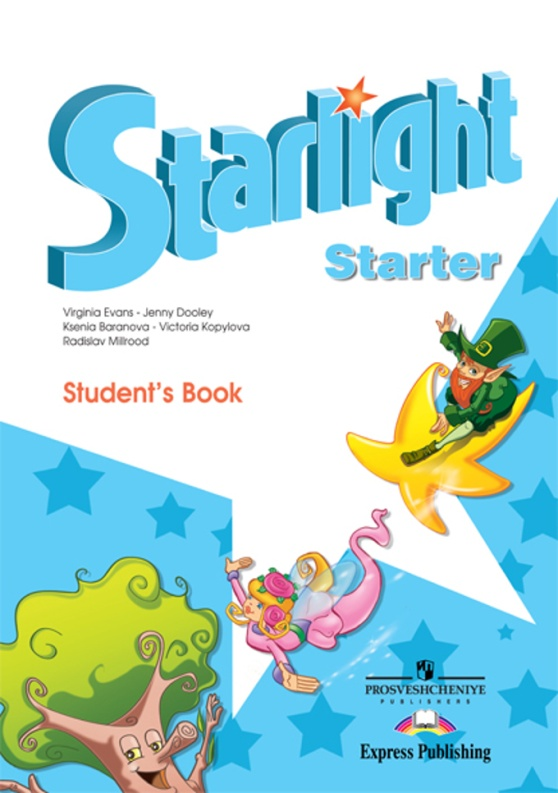 Starlight
Starter
Virginia Evans - Jenny Dooley
Ksenia Baranova - Victoria Kopylova
Radislav Millrood
Student's Book
PROSVESHCHENIYE
PUBLISHERS
Express Publishing